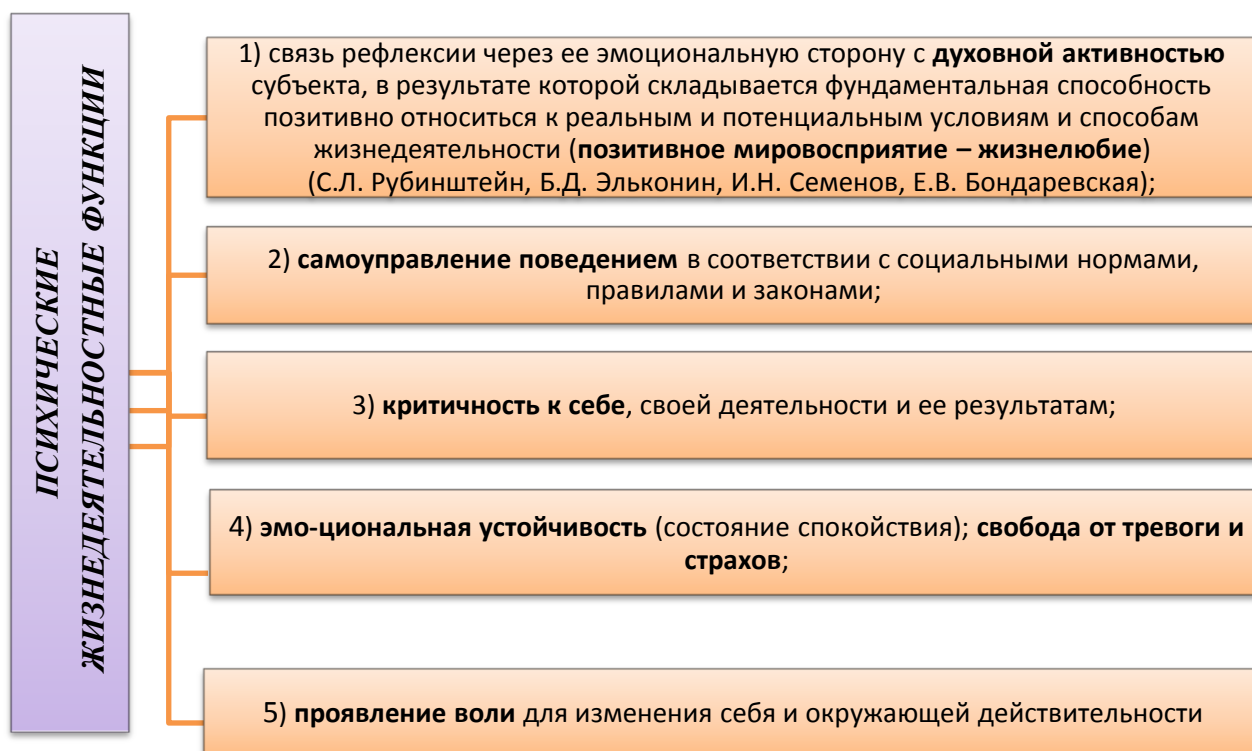 ПСИХИЧЕСКИЕ
ЖИЗНЕДЕЯТЕЛЬНОСТНЫЕ ФУНКЦИИ
1) связь рефлексии через ее эмоциональную сторону с духовной активностью
субъекта, в результате которой складывается фундаментальная способность
позитивно относиться к реальным и потенциальным условиям и способам
жизнедеятельности (позитивное мировосприятие – жизнелюбие)
(С.Л. Рубинштейн, Б.Д. Эльконин, И.Н. Семенов, Е.В. Бондаревская);
2) самоуправление поведением в соответствии с социальными нормами,
правилами и законами;
3) критичность к себе, своей деятельности и ее результатам;
4) эмо-циональная устойчивость (состояние спокойствия); свобода от тревоги и
страхов;
5) проявление воли для изменения себя и окружающей действительности